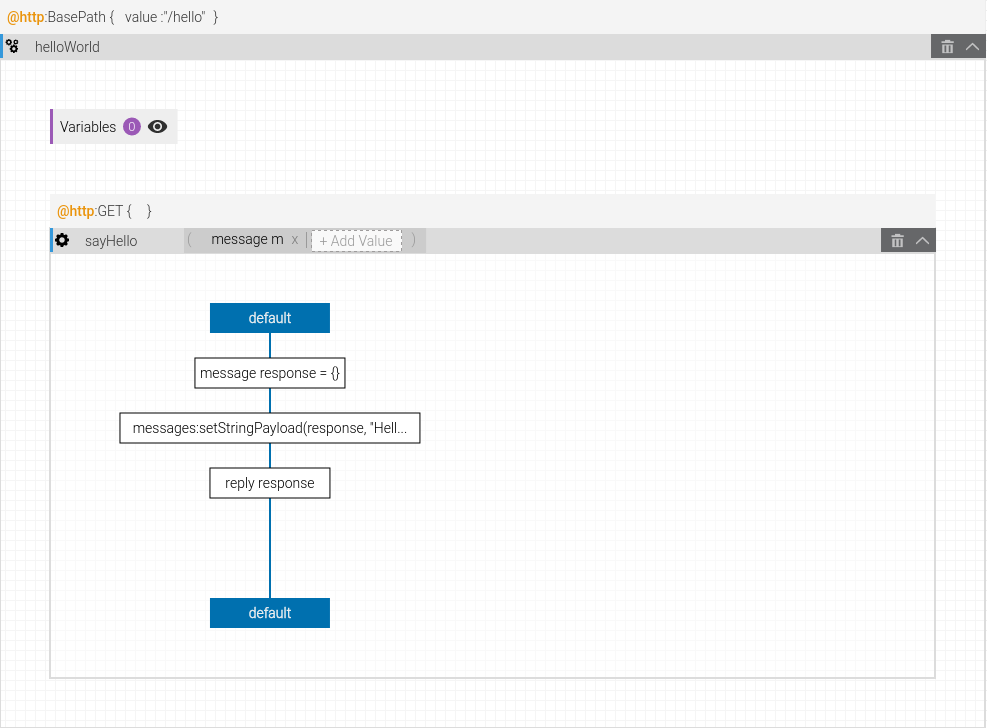 @http:BasePath { value :"/hello" }
helloWorld
Variables 0
@http:GET { }
sayHello ( message m x | + Add Value )
default
message response = {}
messages:setStringPayload(response, "Hell...
reply response
default